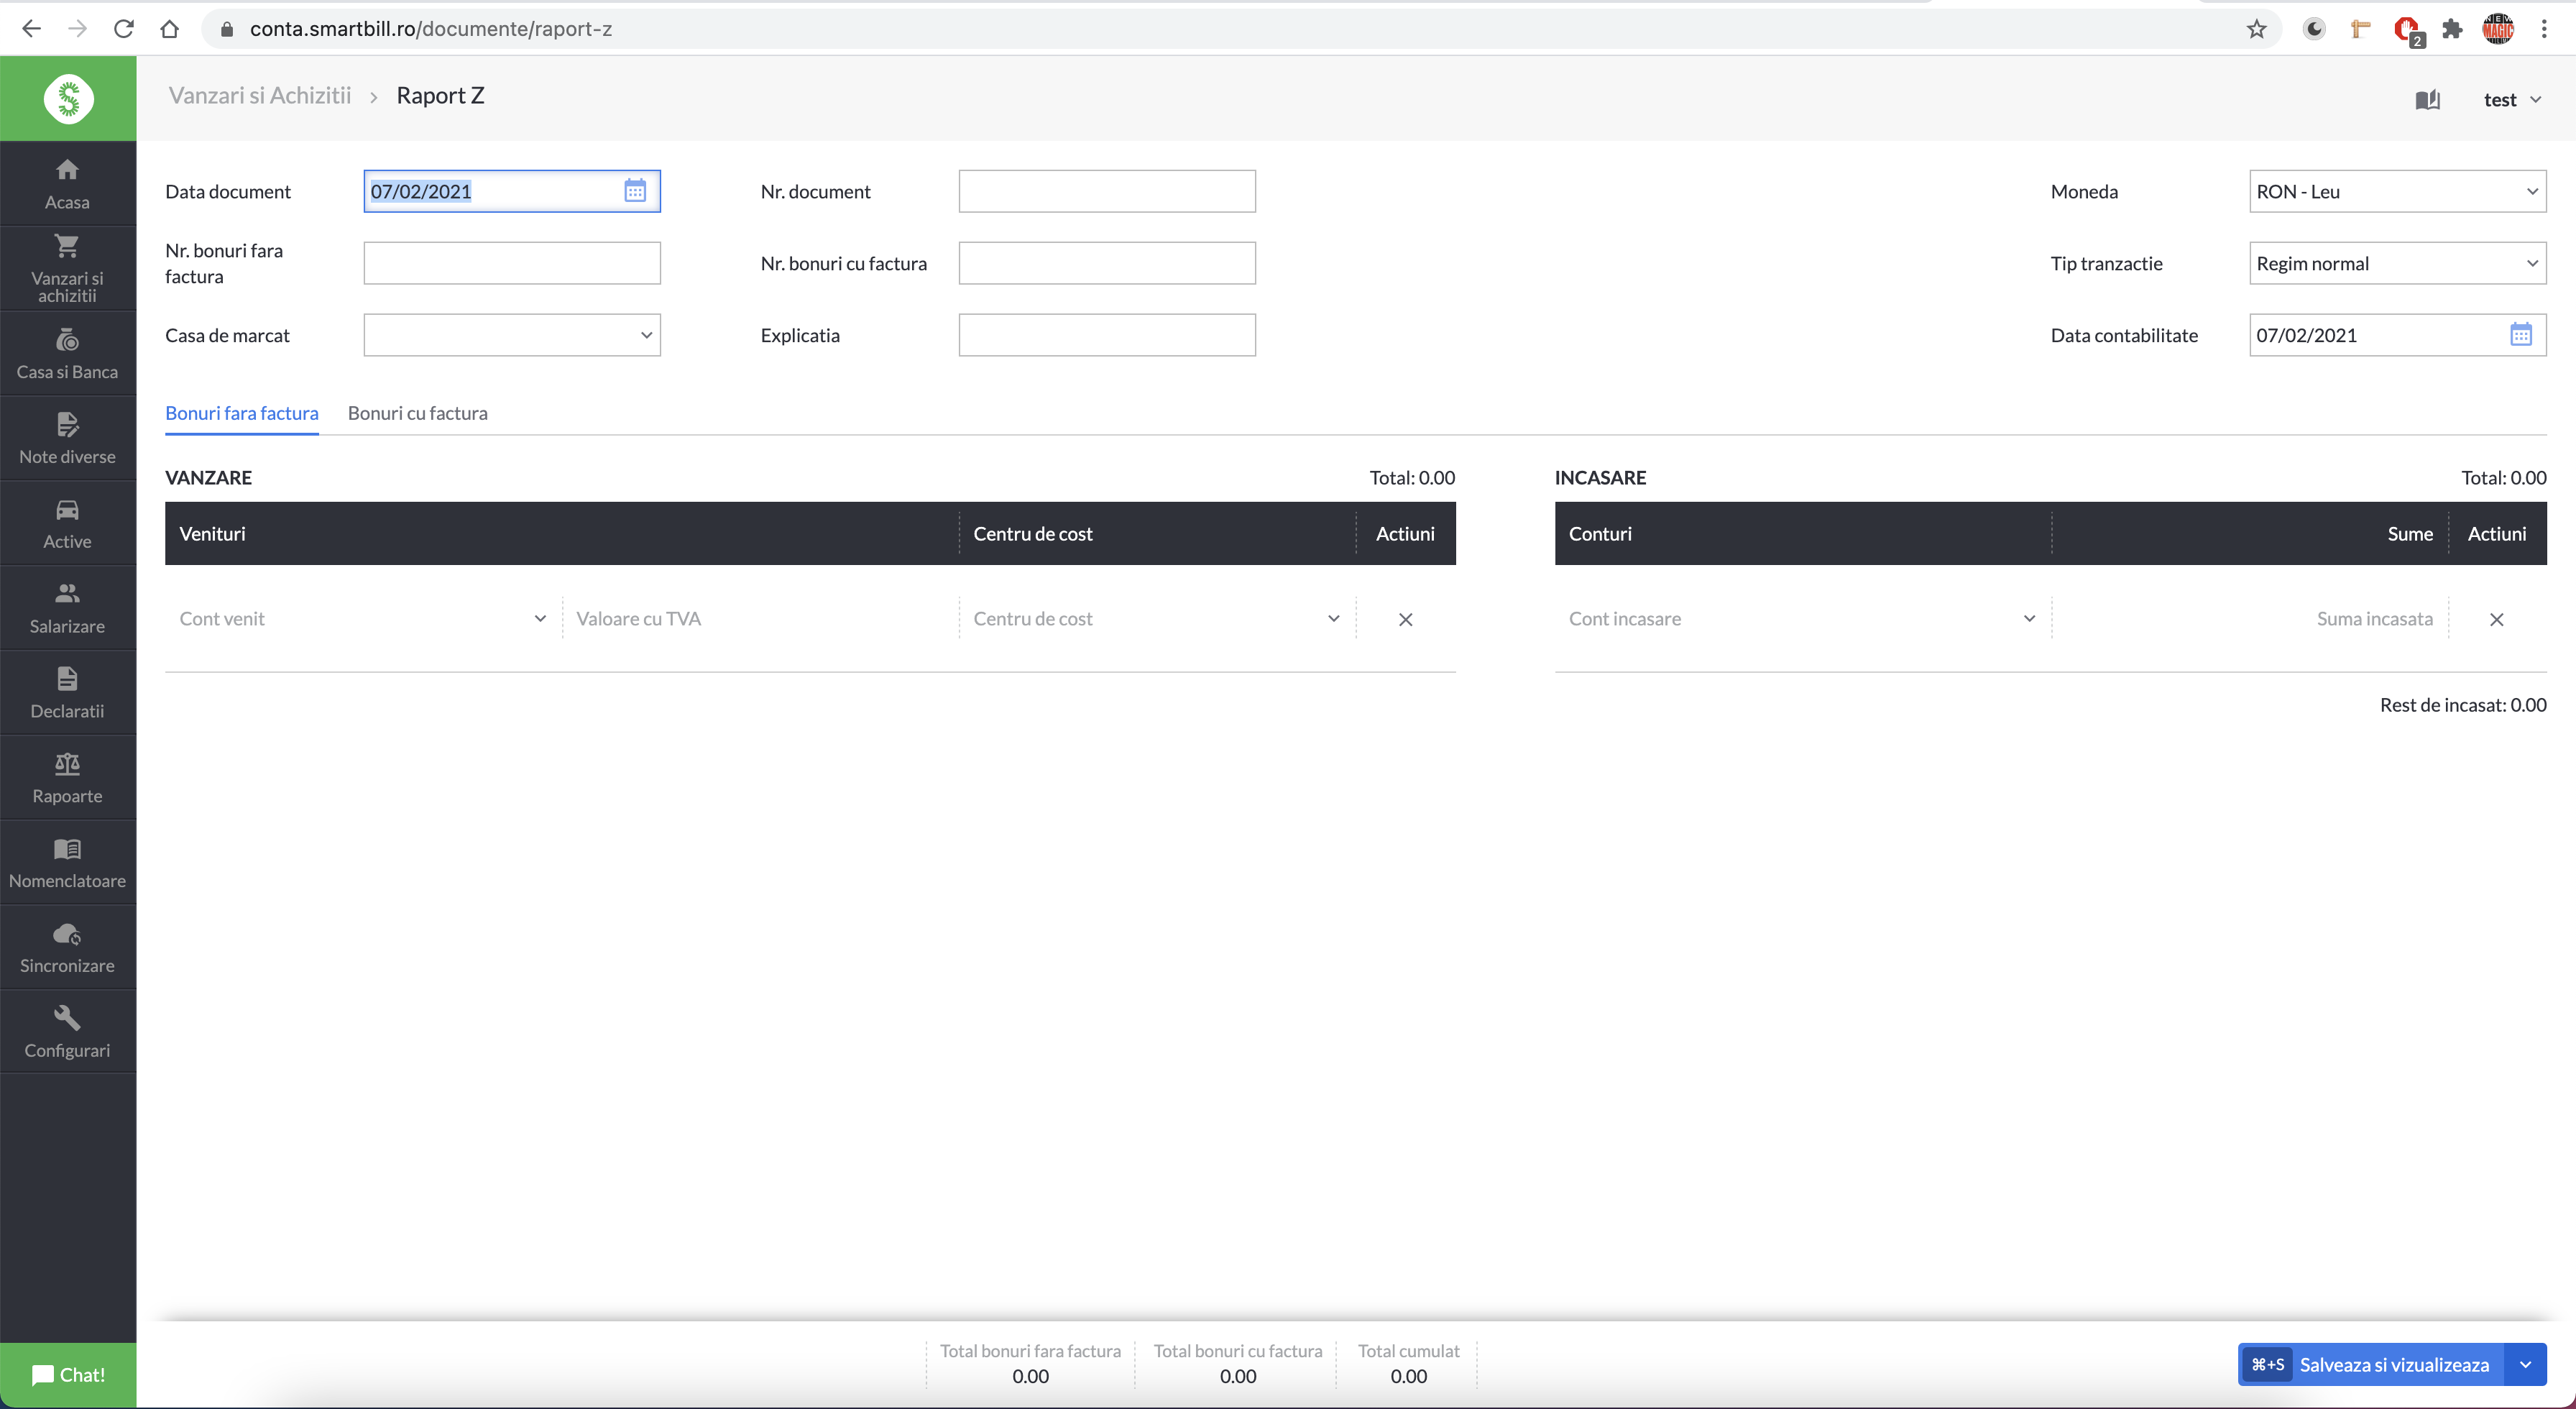 conta.smartbill.ro/documente/raport-z
2
NEW
MAGIC
Vanzari si Achizitii > Raport Z
test
Acasa
Vanzari si
achizitii
Casa si Banca
Note diverse
Active
Salarizare
Declaratii
Rapoarte
Nomenclatoare
Sincronizare
Configurari
Chat!
Data document 07/02/2021 Nr. document Moneda RON - Leu
Nr. bonuri fara
factura
Nr. bonuri cu factura Tip tranzactie Regim normal
Casa de marcat Explicatia Data contabilitate 07/02/2021
Bonuri fara factura Bonuri cu factura
VANZARE Total: 0.00 INCASARE Total: 0.00
Venituri Centru de cost Actiuni Conturi Sume Actiuni
Cont venit Valoare cu TVA Centru de cost Cont incasare Suma incasata
Rest de incasat: 0.00
Total bonuri fara factura Total bonuri cu factura Total cumulat
0.00 0.00 0.00
⌘+S Salveaza si vizualizeaza